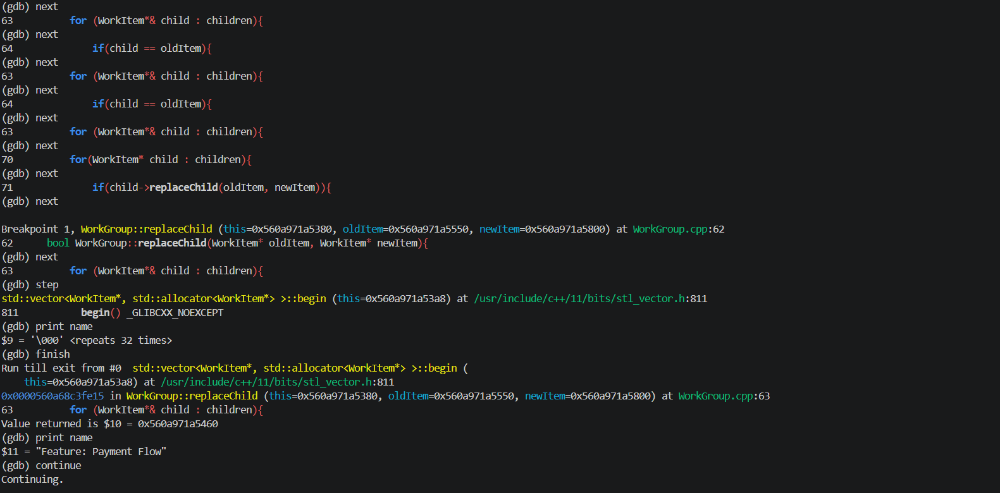 (gdb) next
63          for (WorkItem*& child : children){
(gdb) next
64              if(child == oldItem){
(gdb) next
63          for (WorkItem*& child : children){
(gdb) next
64              if(child == oldItem){
(gdb) next
63          for (WorkItem*& child : children){
(gdb) next
70          for(WorkItem* child : children){
(gdb) next
71              if(child->replaceChild(oldItem, newItem)){
(gdb) next
Breakpoint 1, WorkGroup::replaceChild (this=0x560a971a5380, oldItem=0x560a971a5550, newItem=0x560a971a5800) at WorkGroup.cpp:62
62      bool WorkGroup::replaceChild(WorkItem* oldItem, WorkItem* newItem){
(gdb) next
63          for (WorkItem*& child : children){
(gdb) step
std::vector<WorkItem*, std::allocator<WorkItem*> >::begin (this=0x560a971a53a8) at /usr/include/c++/11/bits/stl_vector.h:811
811           begin() _GLIBCXX_NOEXCEPT
(gdb) print name
$9 = '\000' <repeats 32 times>
(gdb) finish
Run till exit from #0  std::vector<WorkItem*, std::allocator<WorkItem*> >::begin (
    this=0x560a971a53a8) at /usr/include/c++/11/bits/stl_vector.h:811
0x0000560a68c3fe15 in WorkGroup::replaceChild (this=0x560a971a5380, oldItem=0x560a971a5550, newItem=0x560a971a5800) at WorkGroup.cpp:63
63          for (WorkItem*& child : children){
Value returned is $10 = 0x560a971a5460
(gdb) print name
$11 = "Feature: Payment Flow"
(gdb) continue
Continuing.